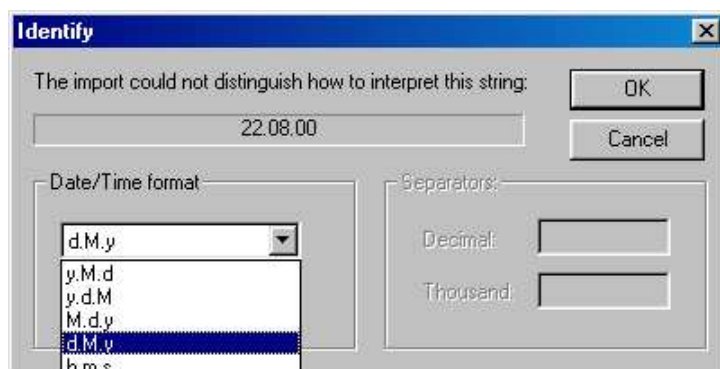 Identify
The import could not distinguish how to interpret this string:
OK
22.08.00
Cancel
Date/Time format
Separators:
d.M.y
Decimal:
y.M.d
y.d.M
Thousand:
M.d.y
d.M.y
h.m.s